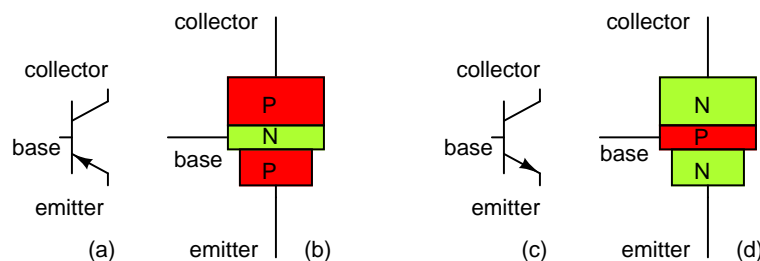 collector
base
emitter
(a)
collector
P
N
base
P
emitter
(b)
collector
base
emitter
(c)
collector
N
P
base
N
emitter
(d)